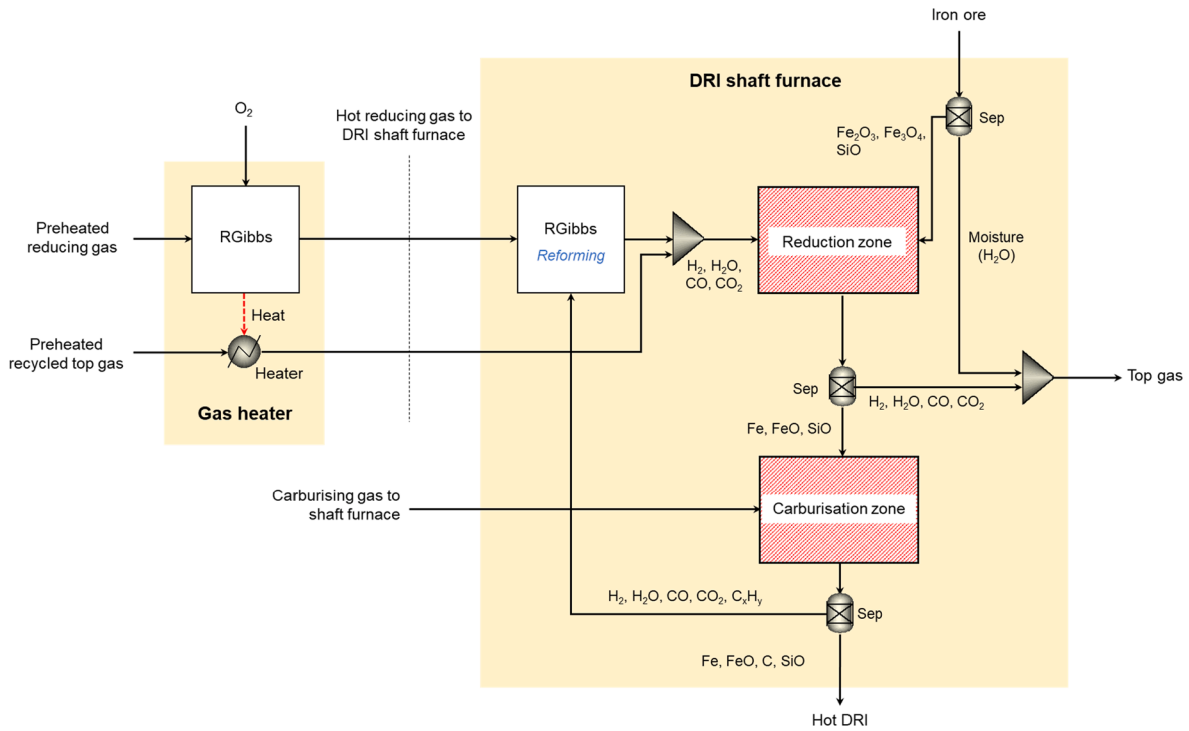 Iron ore
DRI shaft furnace
O2
Hot reducing gas to
DRI shaft furnace
Sep
Fe2O3, Fe3O4,
SiO
Preheated
reducing gas
RGibbs
RGibbs
Reforming
Reduction zone
Moisture
(H2O)
H2, H2O,
CO, CO2
Heat
Preheated
recycled top gas
Heater
Gas heater
Sep
H2, H2O, CO, CO2
Top gas
Fe, FeO, SiO
Carburising gas to
shaft furnace
Carburisation zone
H2, H2O, CO, CO2, CxHy
Sep
Fe, FeO, C, SiO
Hot DRI